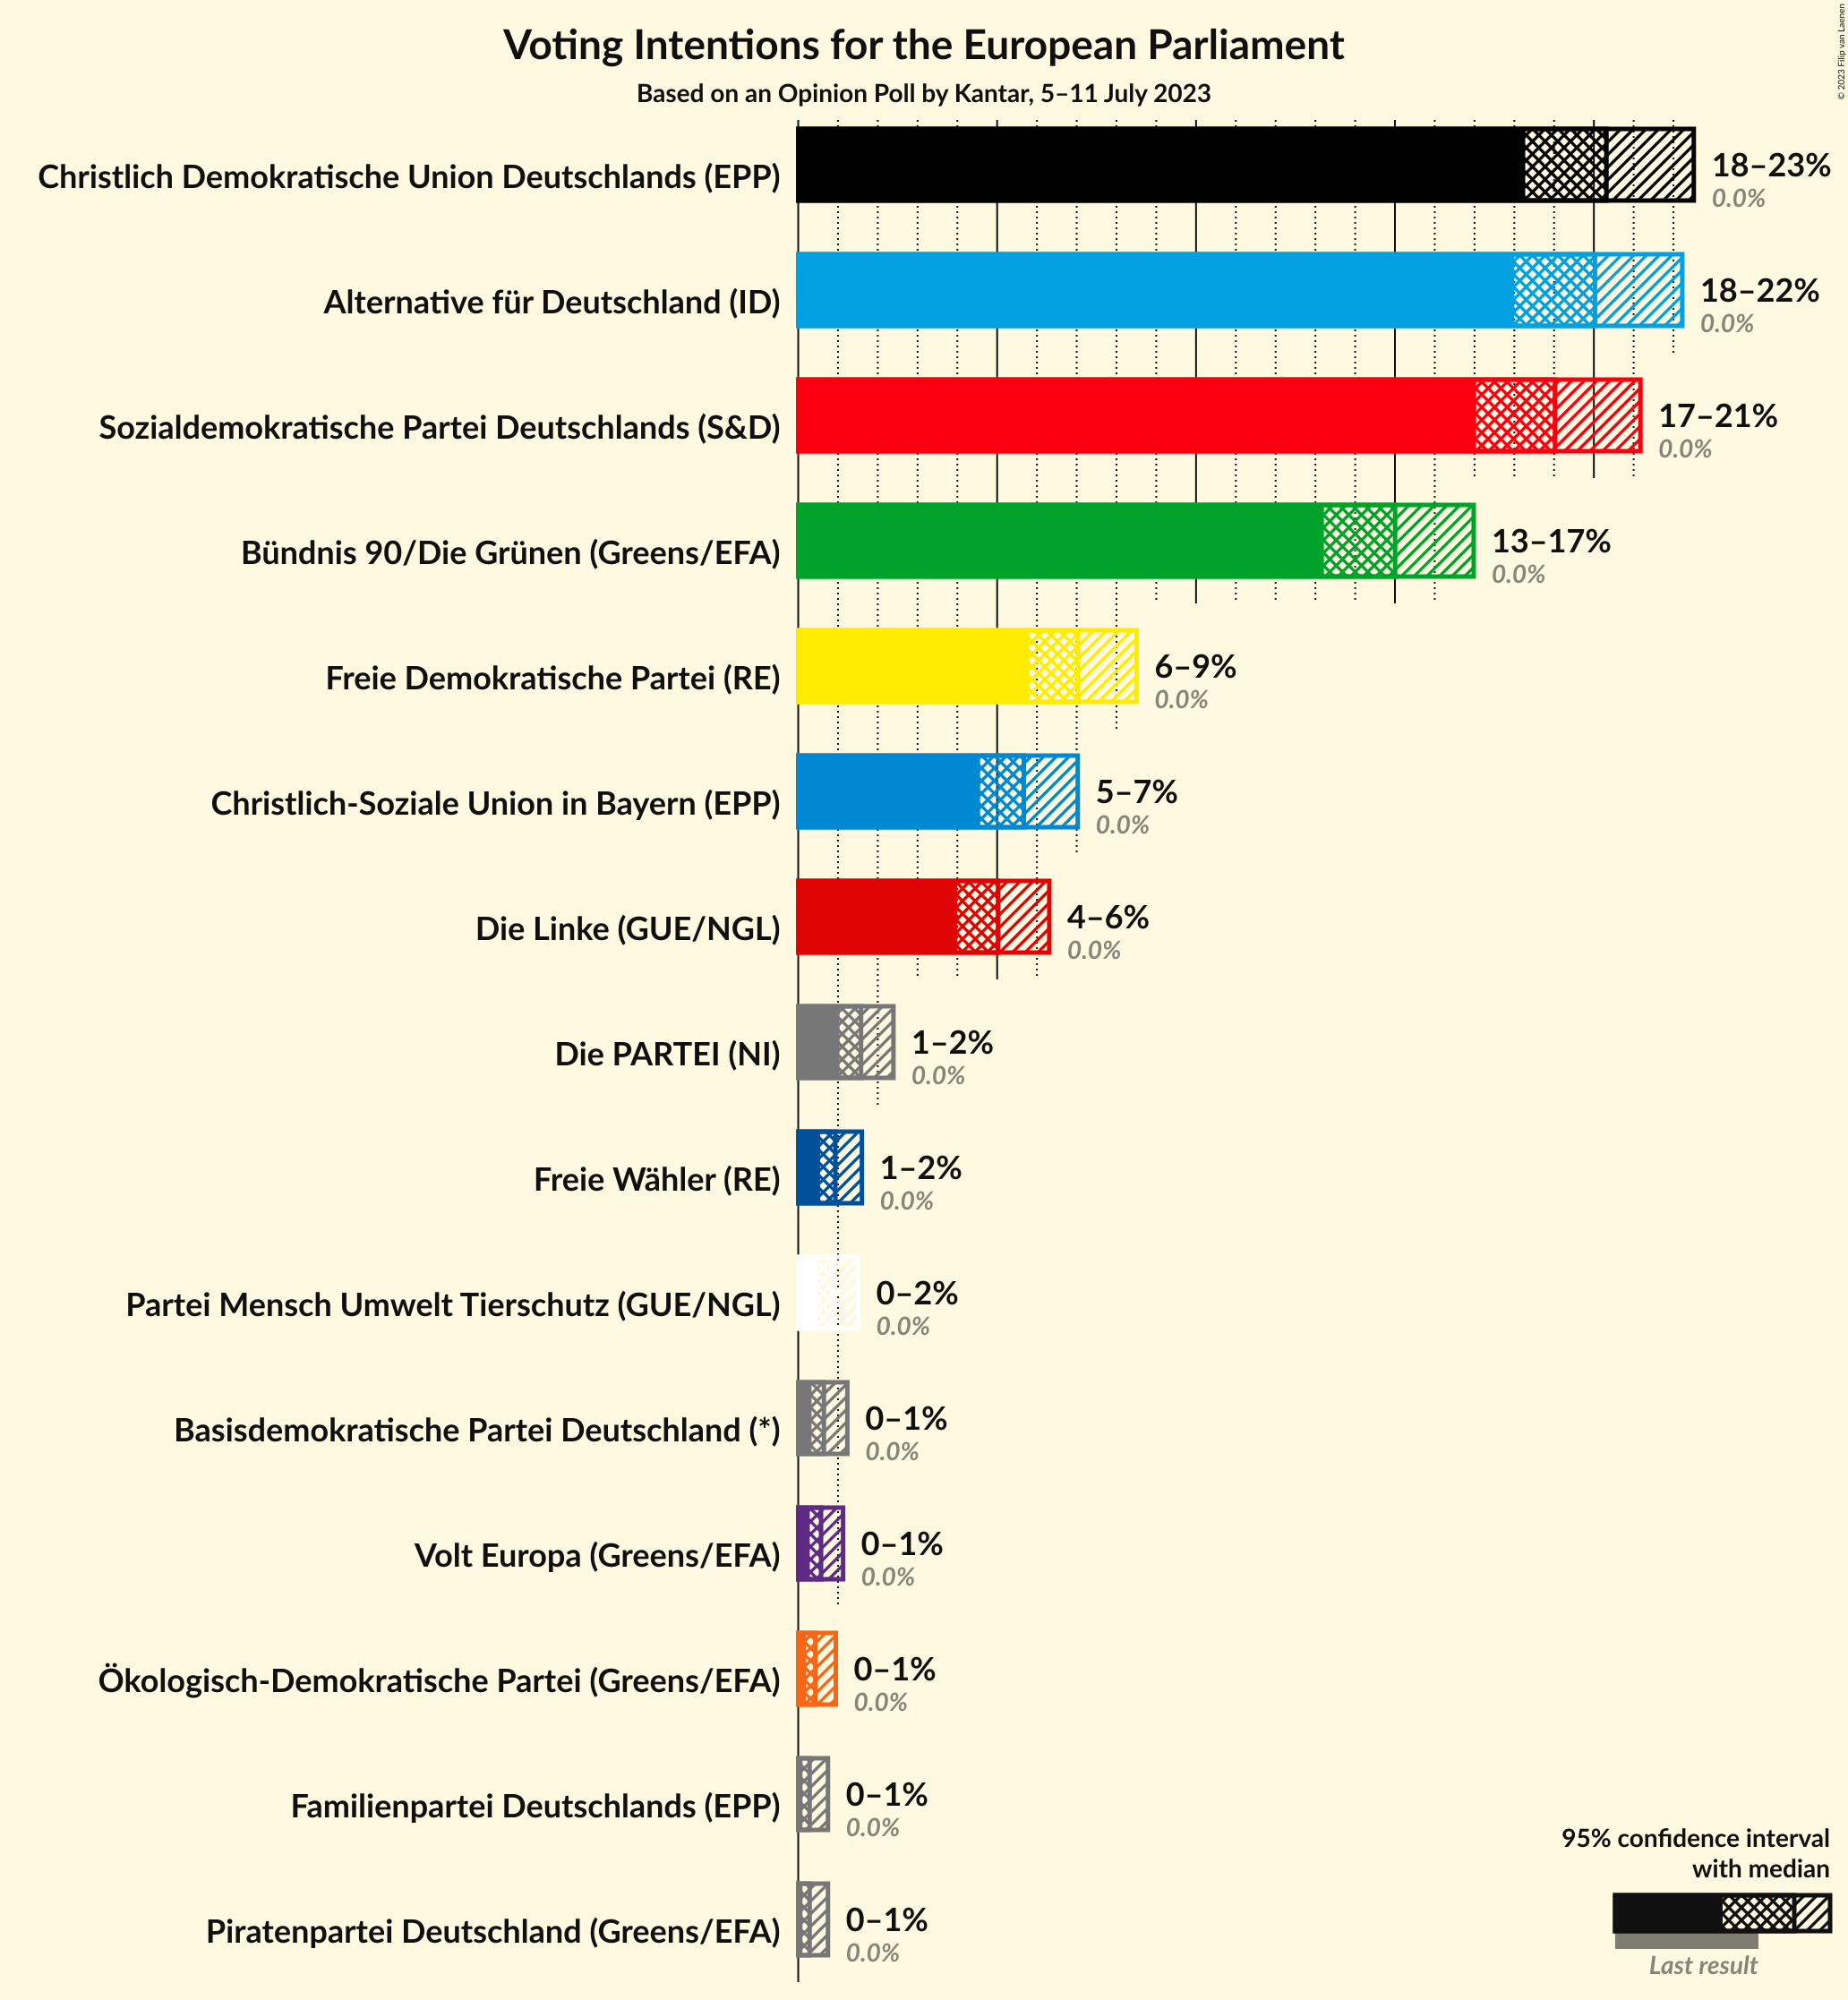 Voting Intentions for the European Parliament
Based on an Opinion Poll by Kantar, 5–11 July 2023
© 2023 Filip van Laenen
Christlich Demokratische Union Deutschlands (EPP)
18–23%
0.0%
Alternative für Deutschland (ID)
18–22%
0.0%
Sozialdemokratische Partei Deutschlands (S&D)
17–21%
0.0%
Bündnis 90/Die Grünen (Greens/EFA)
13–17%
0.0%
Freie Demokratische Partei (RE)
6–9%
0.0%
Christlich-Soziale Union in Bayern (EPP)
5–7%
0.0%
Die Linke (GUE/NGL)
4–6%
0.0%
Die PARTEI (NI)
1–2%
0.0%
Freie Wähler (RE)
1–2%
0.0%
Partei Mensch Umwelt Tierschutz (GUE/NGL)
0–2%
0.0%
Basisdemokratische Partei Deutschland (*)
0–1%
0.0%
Volt Europa (Greens/EFA)
0–1%
0.0%
Ökologisch-Demokratische Partei (Greens/EFA)
0–1%
0.0%
Familienpartei Deutschlands (EPP)
0–1%
0.0%
Piratenpartei Deutschland (Greens/EFA)
0–1%
0.0%
95% confidence interval
with median
Last result